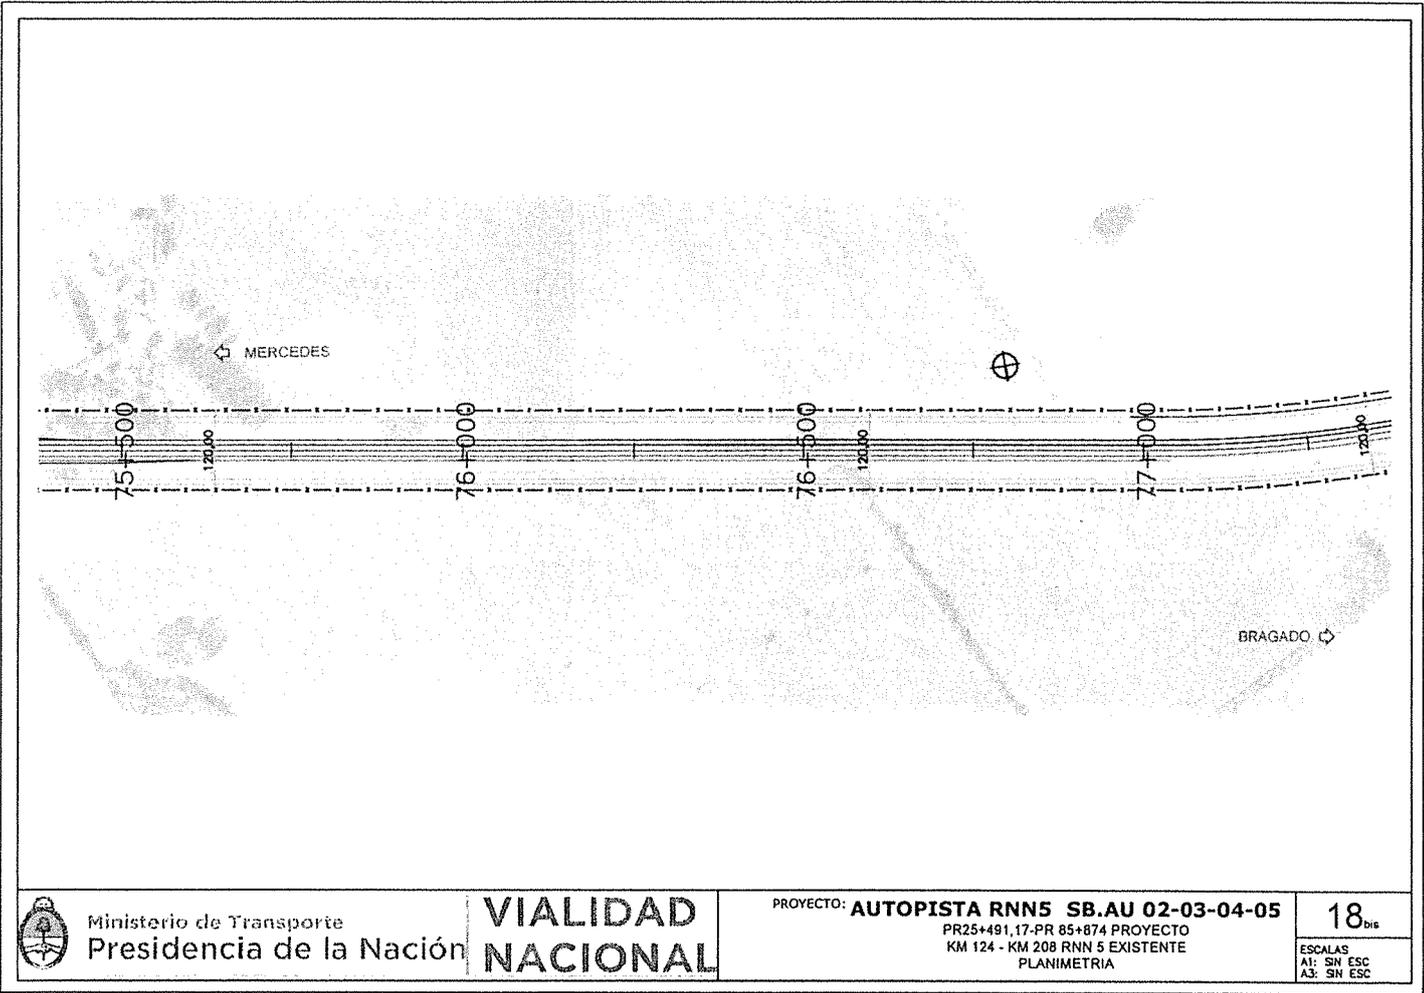 MERCEDES
75+500
120,00
76+000
76+500
120,00
77+000
120,00
BRAGADO
Ministerio de Transporte
Presidencia de la Nación
VIALIDAD
NACIONAL
PROYECTO: AUTOPISTA RNN5 SB.AU 02-03-04-05
PR25+491,17-PR 85+874 PROYECTO
KM 124 - KM 208 RNN 5 EXISTENTE
PLANIMETRIA
18bis
ESCALAS
A1: SIN ESC
A3: SIN ESC